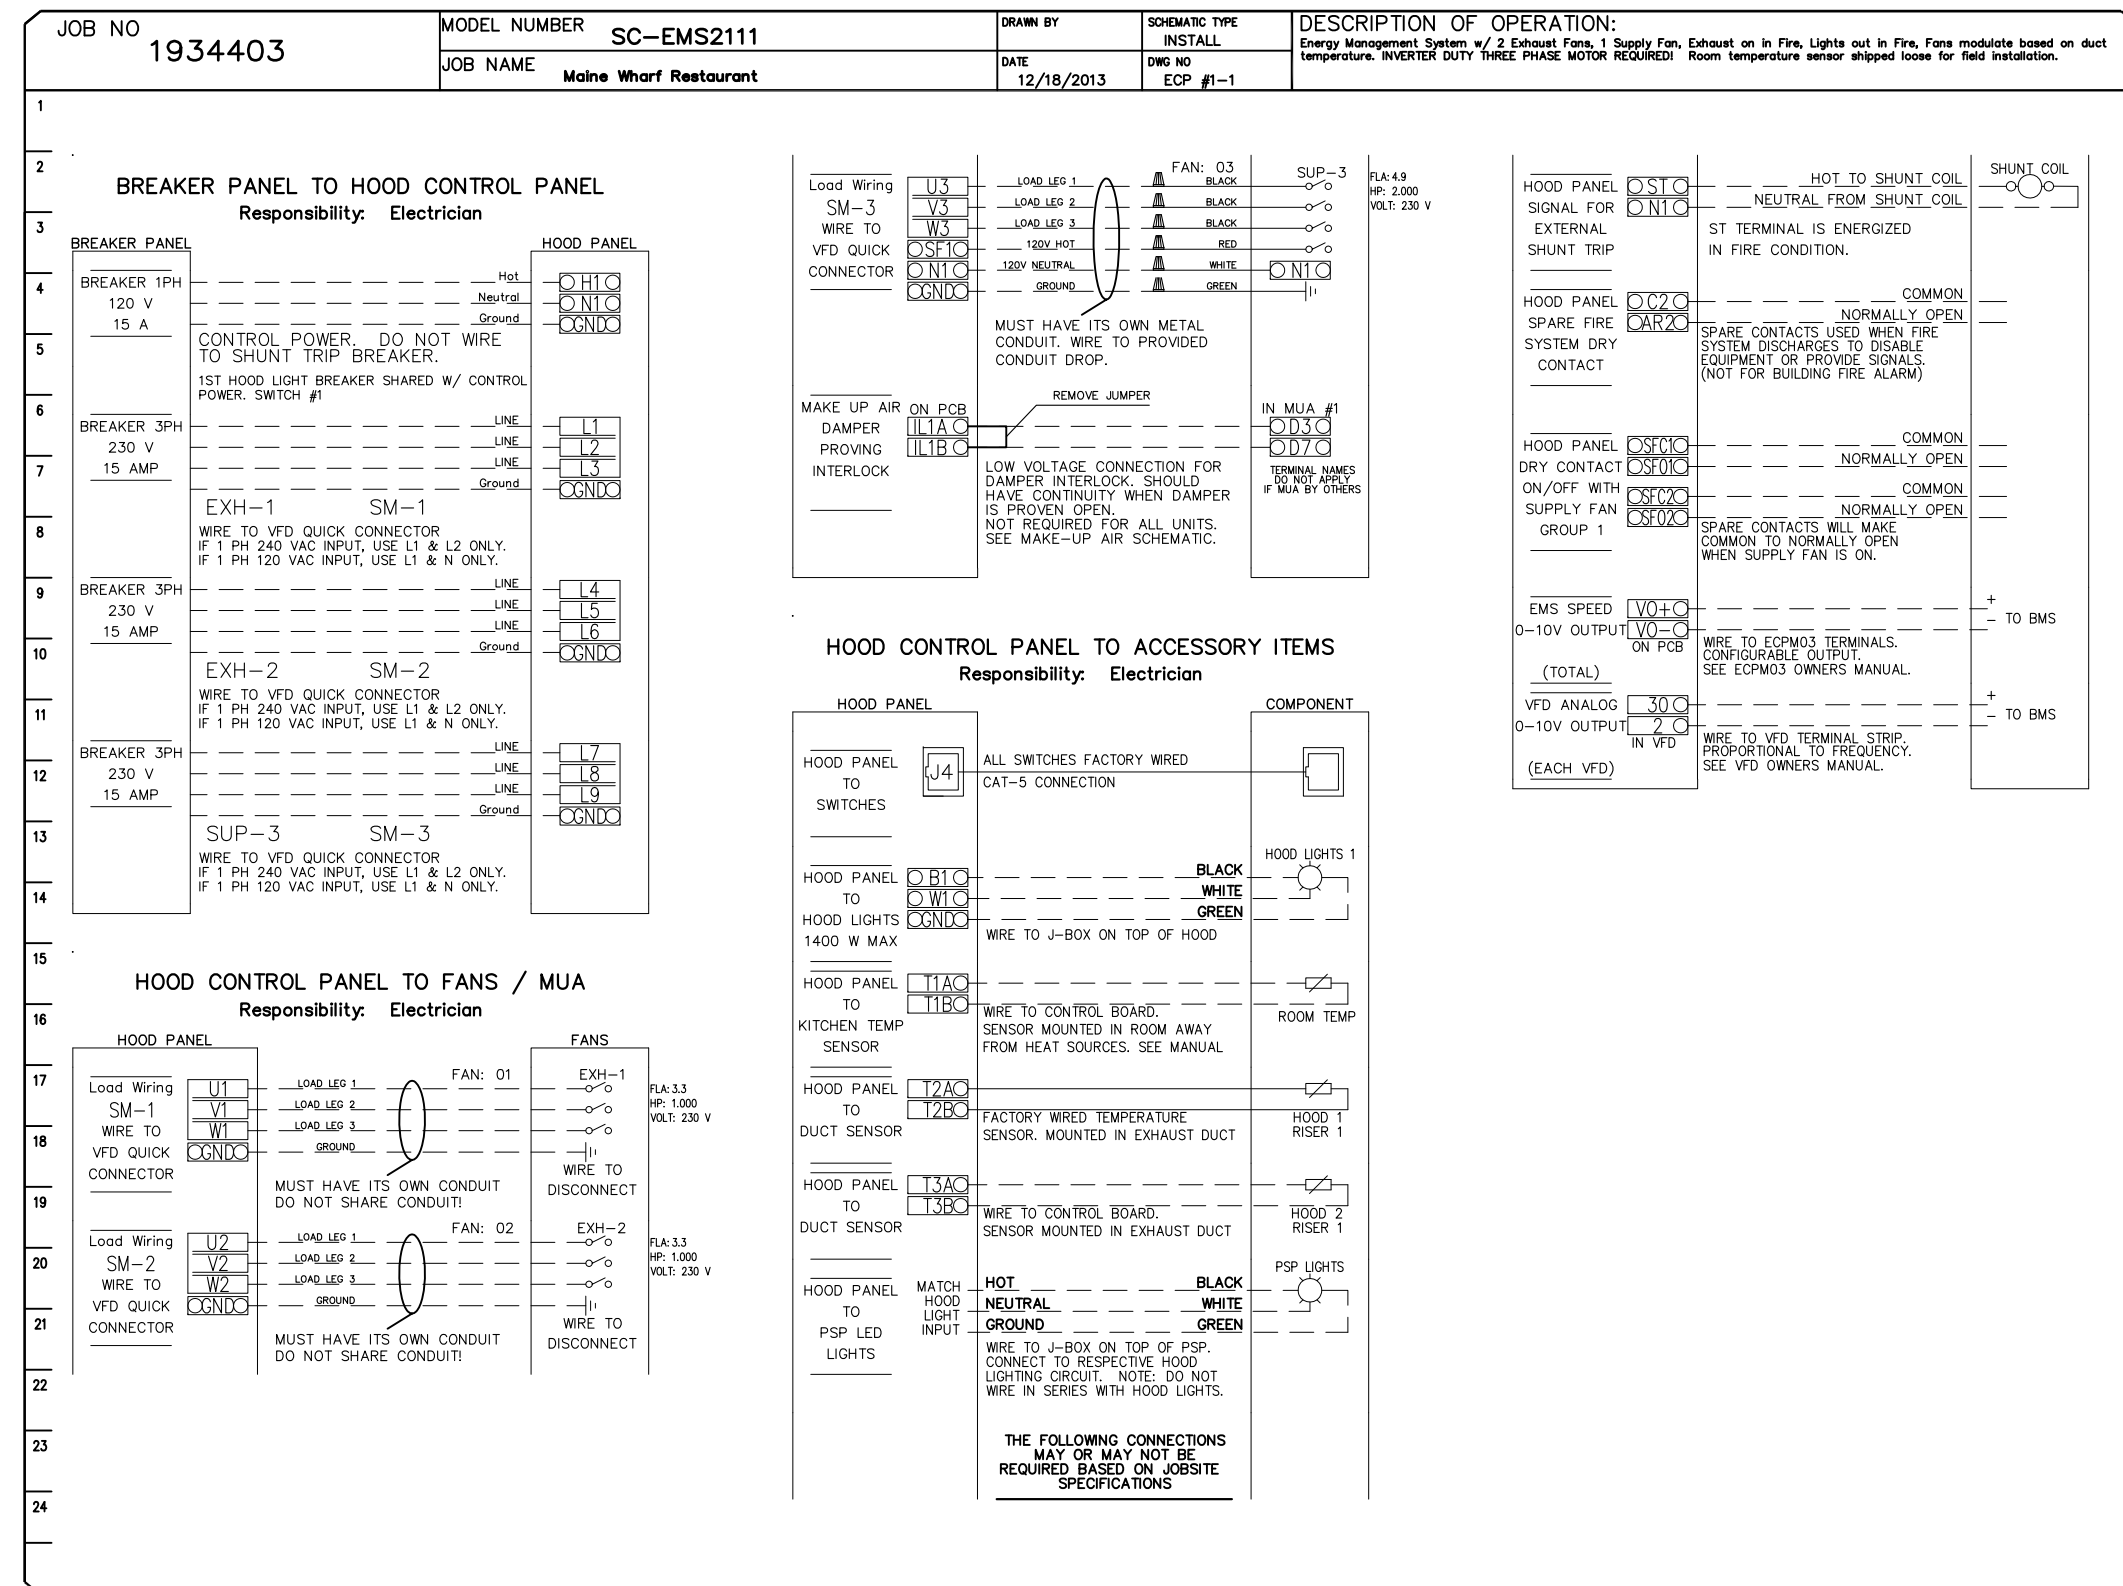 JOB NO
1934403
MODEL NUMBER
SC-EMS2111
JOB NAME
Maine Wharf Restaurant
DRAWN BY
DATE
12/18/2013
SCHEMATIC TYPE
INSTALL
DWG NO
ECP #1-1
DESCRIPTION OF OPERATION:
Energy Management System w/ 2 Exhaust Fans, 1 Supply Fan, Exhaust on in Fire, Lights out in Fire, Fans modulate based on duct
temperature. INVERTER DUTY THREE PHASE MOTOR REQUIRED! Room temperature sensor shipped loose for field installation.
1
2
3
4
5
6
7
8
9
10
11
12
13
14
15
16
17
18
19
20
21
22
23
24
BREAKER PANEL TO HOOD CONTROL PANEL
Responsibility: Electrician
BREAKER PANEL
HOOD PANEL
BREAKER 1PH
120 V
15 A
Hot
Neutral
Ground
H1
N1
GND
CONTROL POWER. DO NOT WIRE
TO SHUNT TRIP BREAKER.
1ST HOOD LIGHT BREAKER SHARED W/ CONTROL
POWER. SWITCH #1
BREAKER 3PH
230 V
15 AMP
LINE
LINE
LINE
Ground
L1
L2
L3
GND
EXH-1 SM-1
WIRE TO VFD QUICK CONNECTOR
IF 1 PH 240 VAC INPUT, USE L1 & L2 ONLY.
IF 1 PH 120 VAC INPUT, USE L1 & N ONLY.
BREAKER 3PH
230 V
15 AMP
LINE
LINE
LINE
Ground
L4
L5
L6
GND
EXH-2 SM-2
WIRE TO VFD QUICK CONNECTOR
IF 1 PH 240 VAC INPUT, USE L1 & L2 ONLY.
IF 1 PH 120 VAC INPUT, USE L1 & N ONLY.
BREAKER 3PH
230 V
15 AMP
LINE
LINE
LINE
Ground
L7
L8
L9
GND
SUP-3 SM-3
WIRE TO VFD QUICK CONNECTOR
IF 1 PH 240 VAC INPUT, USE L1 & L2 ONLY.
IF 1 PH 120 VAC INPUT, USE L1 & N ONLY.
HOOD CONTROL PANEL TO FANS / MUA
Responsibility: Electrician
HOOD PANEL
FANS
Load Wiring
SM-1
WIRE TO
VFD QUICK
CONNECTOR
U1
V1
W1
GND
LOAD LEG 1
LOAD LEG 2
LOAD LEG 3
GROUND
FAN: 01
EXH-1
FLA: 3.3
HP: 1.000
VOLT: 230 V
WIRE TO
DISCONNECT
MUST HAVE ITS OWN CONDUIT
DO NOT SHARE CONDUIT!
Load Wiring
SM-2
WIRE TO
VFD QUICK
CONNECTOR
U2
V2
W2
GND
LOAD LEG 1
LOAD LEG 2
LOAD LEG 3
GROUND
FAN: 02
EXH-2
FLA: 3.3
HP: 1.000
VOLT: 230 V
WIRE TO
DISCONNECT
MUST HAVE ITS OWN CONDUIT
DO NOT SHARE CONDUIT!
Load Wiring
SM-3
WIRE TO
VFD QUICK
CONNECTOR
U3
V3
W3
SF1
N1
GND
LOAD LEG 1
LOAD LEG 2
LOAD LEG 3
120V HOT
120V NEUTRAL
GROUND
FAN: 03
BLACK
BLACK
BLACK
RED
WHITE
GREEN
SUP-3
N1
FLA: 4.9
HP: 2.000
VOLT: 230 V
MUST HAVE ITS OWN METAL
CONDUIT. WIRE TO PROVIDED
CONDUIT DROP.
MAKE UP AIR
DAMPER
PROVING
INTERLOCK
ON PCB
IL1A
IL1B
REMOVE JUMPER
IN MUA #1
D3
D7
TERMINAL NAMES
DO NOT APPLY
IF MUA BY OTHERS
LOW VOLTAGE CONNECTION FOR
DAMPER INTERLOCK. SHOULD
HAVE CONTINUITY WHEN DAMPER
IS PROVEN OPEN.
NOT REQUIRED FOR ALL UNITS.
SEE MAKE-UP AIR SCHEMATIC.
HOOD CONTROL PANEL TO ACCESSORY ITEMS
Responsibility: Electrician
HOOD PANEL
COMPONENT
HOOD PANEL
TO
SWITCHES
J4
ALL SWITCHES FACTORY WIRED
CAT-5 CONNECTION
HOOD PANEL
TO
HOOD LIGHTS
1400 W MAX
B1
W1
GND
BLACK
WHITE
GREEN
HOOD LIGHTS 1
WIRE TO J-BOX ON TOP OF HOOD
HOOD PANEL
TO
KITCHEN TEMP
SENSOR
T1A
T1B
WIRE TO CONTROL BOARD.
SENSOR MOUNTED IN ROOM AWAY
FROM HEAT SOURCES. SEE MANUAL
ROOM TEMP
HOOD PANEL
TO
DUCT SENSOR
T2A
T2B
FACTORY WIRED TEMPERATURE
SENSOR. MOUNTED IN EXHAUST DUCT
HOOD 1
RISER 1
HOOD PANEL
TO
DUCT SENSOR
T3A
T3B
WIRE TO CONTROL BOARD.
SENSOR MOUNTED IN EXHAUST DUCT
HOOD 2
RISER 1
HOOD PANEL
TO
PSP LED
LIGHTS
MATCH
HOOD
LIGHT
INPUT
HOT
NEUTRAL
GROUND
BLACK
WHITE
GREEN
PSP LIGHTS
WIRE TO J-BOX ON TOP OF PSP.
CONNECT TO RESPECTIVE HOOD
LIGHTING CIRCUIT. NOTE: DO NOT
WIRE IN SERIES WITH HOOD LIGHTS.
THE FOLLOWING CONNECTIONS
MAY OR MAY NOT BE
REQUIRED BASED ON JOBSITE
SPECIFICATIONS
HOOD PANEL
SIGNAL FOR
EXTERNAL
SHUNT TRIP
ST
N1
HOT TO SHUNT COIL
NEUTRAL FROM SHUNT COIL
SHUNT COIL
ST TERMINAL IS ENERGIZED
IN FIRE CONDITION.
HOOD PANEL
SPARE FIRE
SYSTEM DRY
CONTACT
C2
AR2
COMMON
NORMALLY OPEN
SPARE CONTACTS USED WHEN FIRE
SYSTEM DISCHARGES TO DISABLE
EQUIPMENT OR PROVIDE SIGNALS.
(NOT FOR BUILDING FIRE ALARM)
HOOD PANEL
DRY CONTACT
ON/OFF WITH
SUPPLY FAN
GROUP 1
SFC1
SFO1
SFC2
SFO2
COMMON
NORMALLY OPEN
COMMON
NORMALLY OPEN
SPARE CONTACTS WILL MAKE
COMMON TO NORMALLY OPEN
WHEN SUPPLY FAN IS ON.
EMS SPEED
0-10V OUTPUT
(TOTAL)
VO+
VO-
ON PCB
+
-
TO BMS
WIRE TO ECPM03 TERMINALS.
CONFIGURABLE OUTPUT.
SEE ECPM03 OWNERS MANUAL.
VFD ANALOG
0-10V OUTPUT
(EACH VFD)
30
2
IN VFD
+
-
TO BMS
WIRE TO VFD TERMINAL STRIP.
PROPORTIONAL TO FREQUENCY.
SEE VFD OWNERS MANUAL.